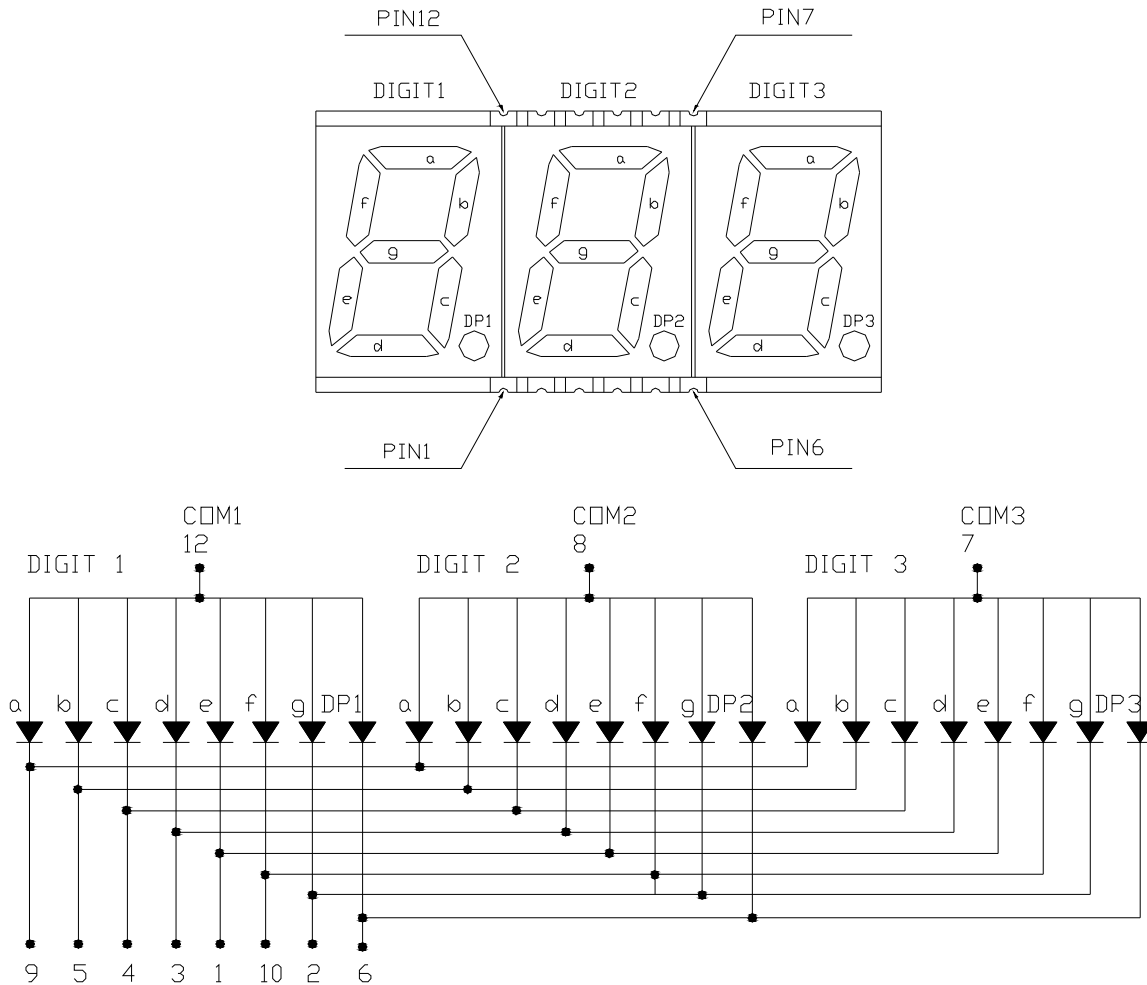 PIN12 PIN7
DIGIT1 DIGIT2 DIGIT3
a a a
f b f b f b
g g g
e c e c e c
DP1 DP2 DP3
d d d
PIN1 PIN6
COM1 COM2 COM3
12 8 7
DIGIT 1 DIGIT 2 DIGIT 3
a b c d e f g DP1 a b c d e f g DP2 a b c d e f g DP3
9 5 4 3 1 10 2 6